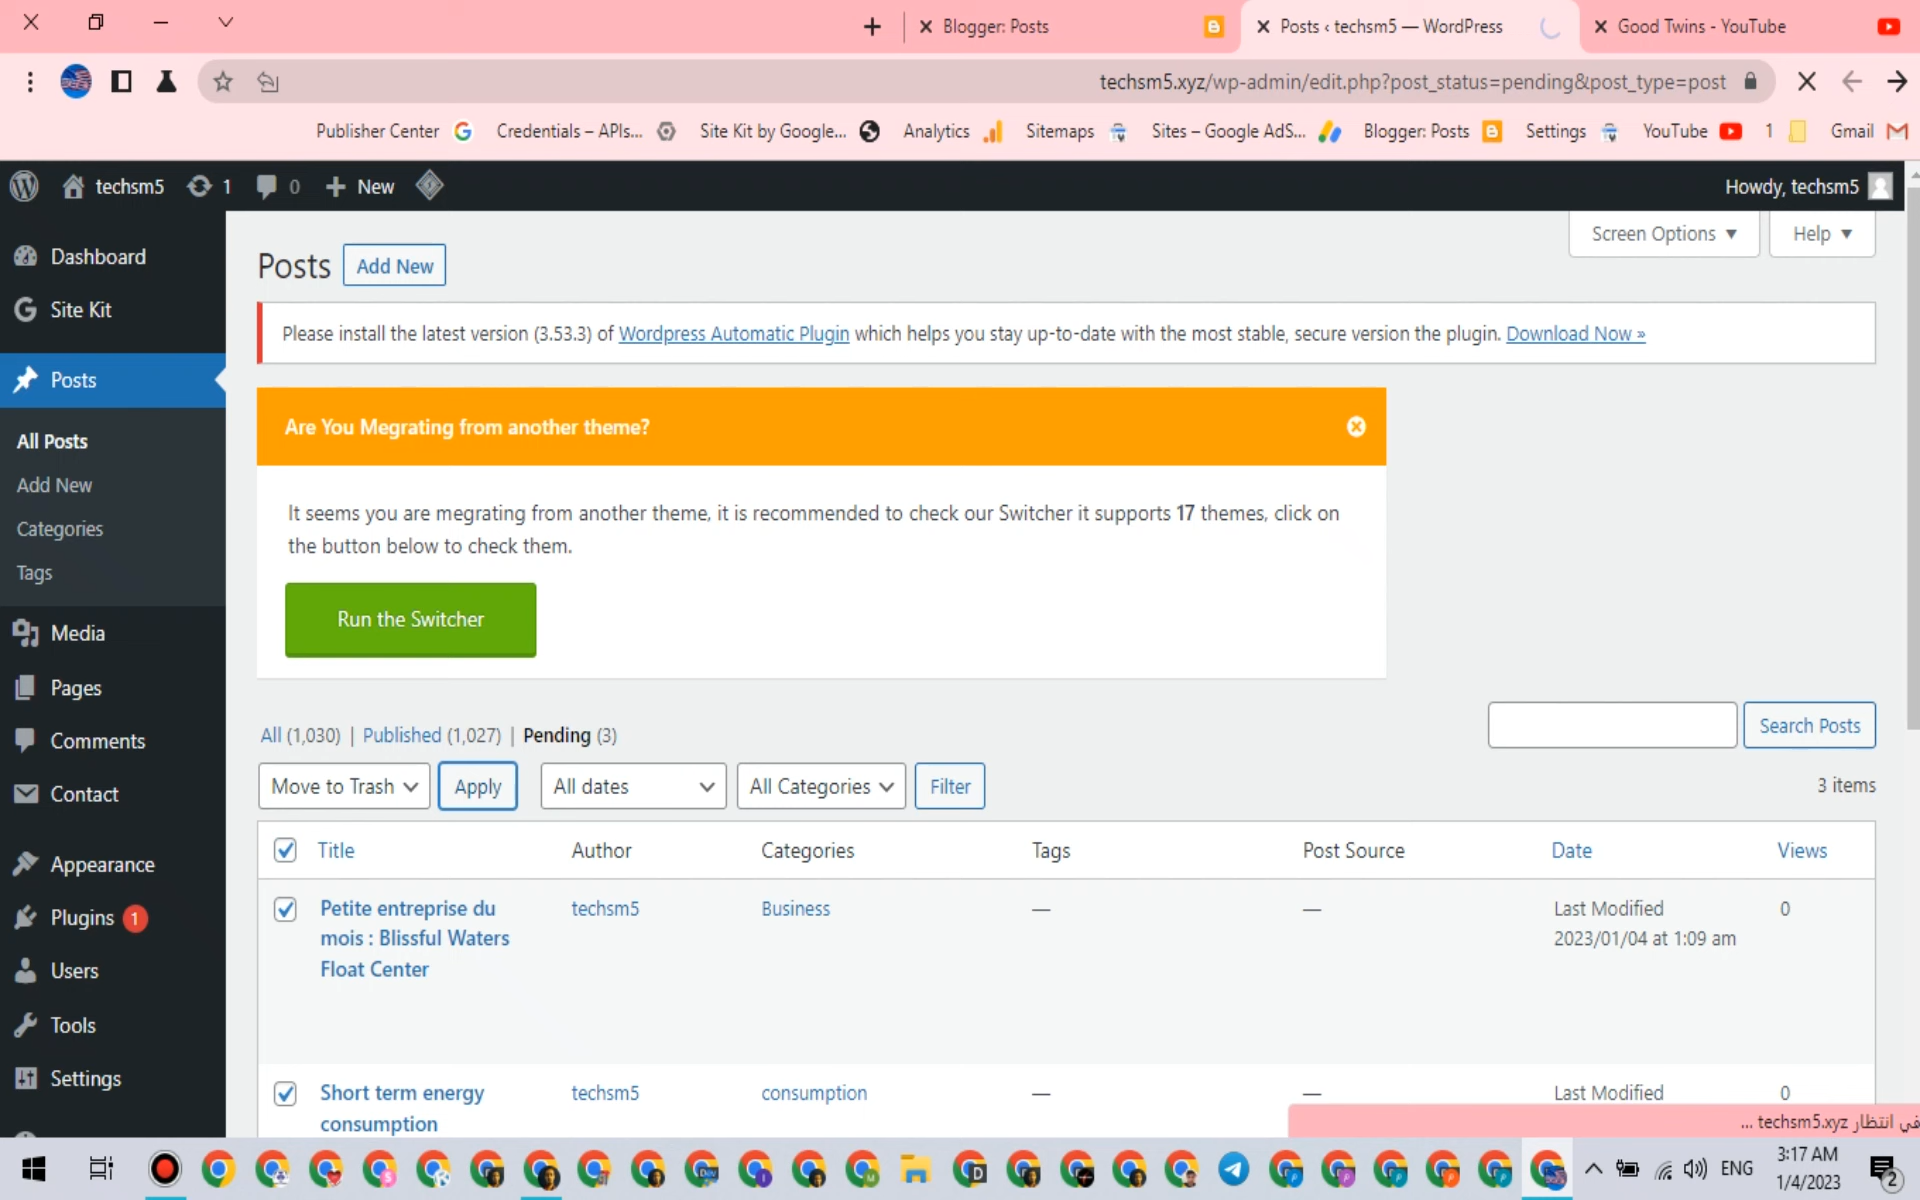 Blogger: Posts
Posts ‹ techsm5 — WordPress
Good Twins - YouTube
techsm5.xyz/wp-admin/edit.php?post_status=pending&post_type=post
Publisher Center
Credentials – APIs...
Site Kit by Google...
Analytics
Sitemaps
Sites – Google AdS...
Blogger: Posts
Settings
YouTube
1
Gmail
techsm5
1
0
New
Howdy, techsm5
Dashboard
Site Kit
Posts
All Posts
Add New
Categories
Tags
Media
Pages
Comments
Contact
Appearance
Plugins 1
Users
Tools
Settings
Screen Options ▼
Help ▼
Posts
Add New
Please install the latest version (3.53.3) of Wordpress Automatic Plugin which helps you stay up-to-date with the most stable, secure version the plugin. Download Now »
Are You Megrating from another theme?
It seems you are megrating from another theme, it is recommended to check our Switcher it supports 17 themes, click on
the button below to check them.
Run the Switcher
All (1,030) | Published (1,027) | Pending (3)
Search Posts
Move to Trash
Apply
All dates
All Categories
Filter
3 items
Title
Author
Categories
Tags
Post Source
Date
Views
Petite entreprise du
mois : Blissful Waters
Float Center
techsm5
Business
—
—
Last Modified
2023/01/04 at 1:09 am
0
Short term energy
consumption
techsm5
consumption
—
—
Last Modified
0
في انتظار techsm5.xyz ...
ENG
3:17 AM
1/4/2023
2